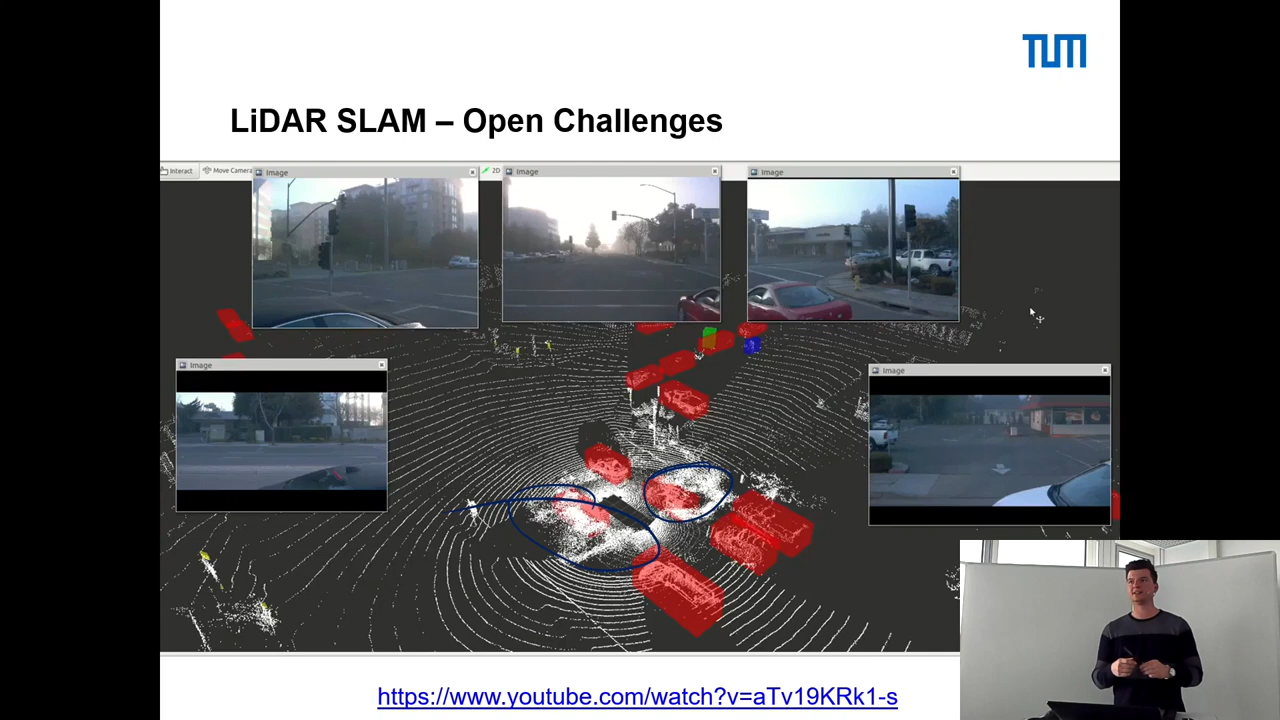 TUM
LiDAR SLAM – Open Challenges
Interact
Move Camera
2D
Image
Image
Image
Image
Image
https://www.youtube.com/watch?v=aTv19KRk1-s